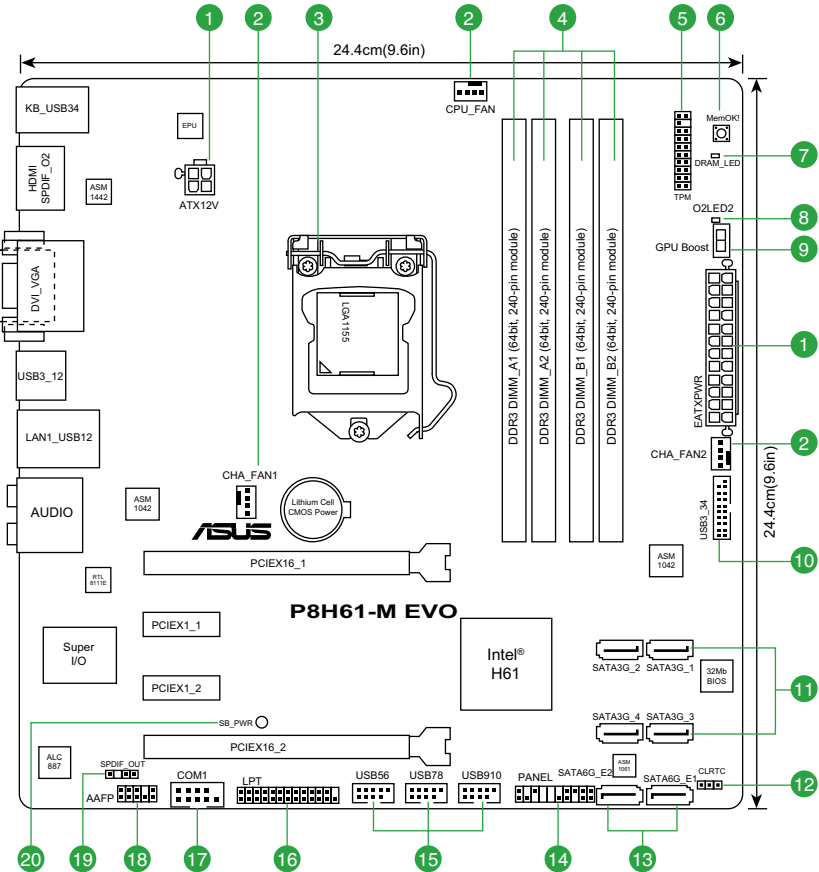 1
2
3
2
4
5
6
24.4cm(9.6in)
KB_USB34
CPU_FAN
MemOK!
EPU
HDMI
SPDIF_O2
ASM
1442
ATX12V
DRAM_LED
7
TPM
O2LED2
8
GPU Boost
9
DVI_VGA
LGA1155
DDR3 DIMM_A1 (64bit, 240-pin module)
DDR3 DIMM_A2 (64bit, 240-pin module)
DDR3 DIMM_B1 (64bit, 240-pin module)
DDR3 DIMM_B2 (64bit, 240-pin module)
1
EATXPWR
USB3_12
LAN1_USB12
CHA_FAN2
2
24.4cm(9.6in)
CHA_FAN1
AUDIO
ASM
1042
Lithium Cell
CMOS Power
ASUS
USB3_34
10
ASM
1042
PCIEX16_1
RTL
8111E
P8H61-M EVO
PCIEX1_1
Super
I/O
Intel®
H61
SATA3G_2
SATA3G_1
32Mb
BIOS
11
PCIEX1_2
SB_PWR
SATA3G_4
SATA3G_3
PCIEX16_2
ALC
887
SPDIF_OUT
ASM
1061
AAFP
COM1
LPT
USB56
USB78
USB910
PANEL
SATA6G_E2
SATA6G_E1
CLRTC
12
20
19
18
17
16
15
14
13